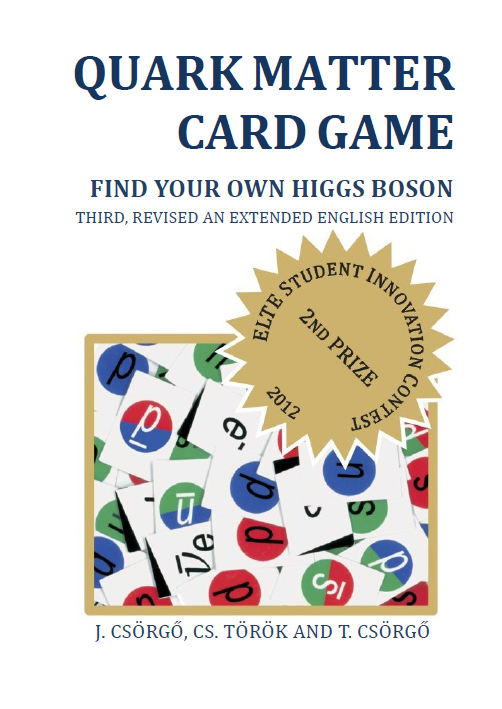 QUARK MATTER
CARD GAME
FIND YOUR OWN HIGGS BOSON
THIRD, REVISED AN EXTENDED ENGLISH EDITION
ELTE STUDENT INNOVATION CONTEST
2ND PRIZE
2012
d
d̄
ū
ν̄e
e-
d
d
u
s
s̄
d
d
J. CSÖRGŐ, CS. TÖRÖK AND T. CSÖRGŐ